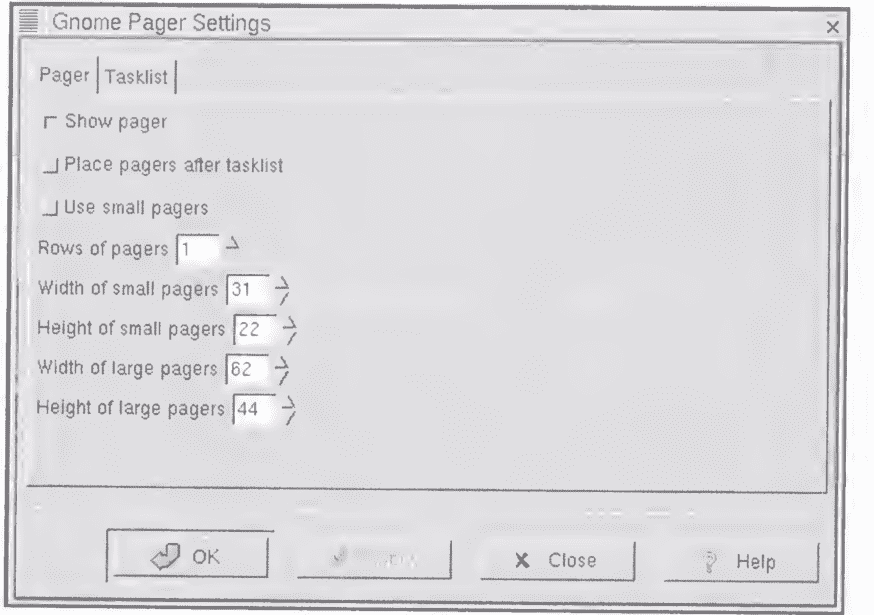 Gnome Pager Settings
Pager Tasklist
Show pager
Place pagers after tasklist
Use small pagers
Rows of pagers 1
Width of small pagers 31
Height of small pagers 22
Width of large pagers 62
Height of large pagers 44
OK Close Help